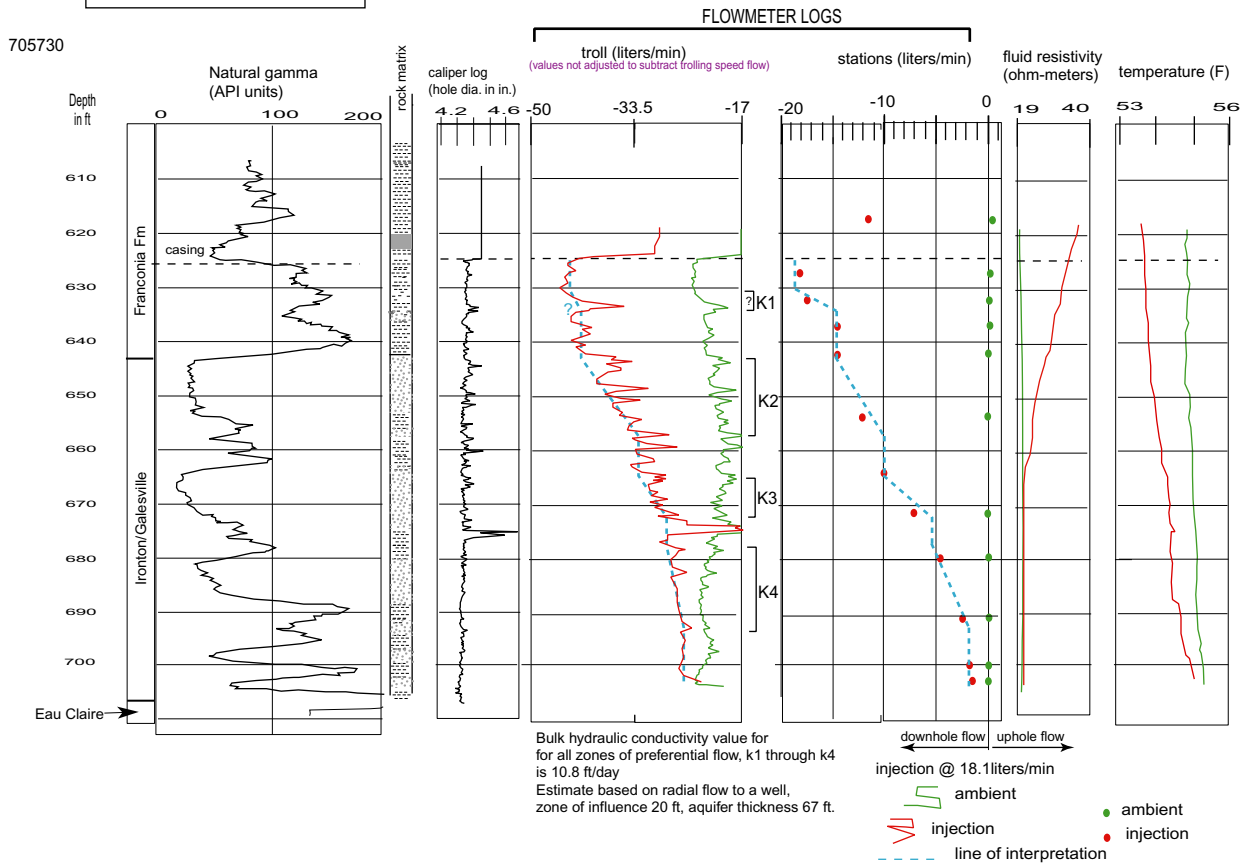 FLOWMETER LOGS
705730
troll (liters/min)
(values not adjusted to subtract trolling speed flow)
stations (liters/min)
fluid resistivity
(ohm-meters)
temperature (F)
Natural gamma
(API units)
rock matrix
caliper log
(hole dia. in in.)
Depth
in ft
0 100 200
4.2 4.6
-50 -33.5 -17
-20 -10 0
19 40
53 56
610
620
630
640
650
660
670
680
690
700
casing
Franconia Fm
Ironton/Galesville
Eau Claire
?
? K1
K2
K3
K4
Bulk hydraulic conductivity value for
for all zones of preferential flow, k1 through k4
is 10.8 ft/day
Estimate based on radial flow to a well,
zone of influence 20 ft, aquifer thickness 67 ft.
downhole flow uphole flow
injection @ 18.1liters/min
ambient
injection
line of interpretation
ambient
injection